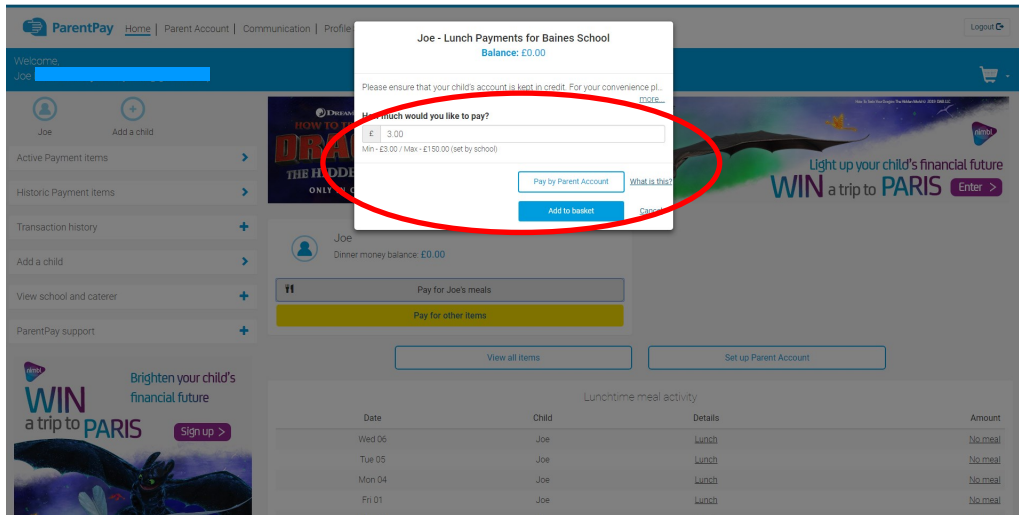 ParentPay Home | Parent Account | Communication | Profile
Logout
Welcome,
Joe
Joe
Add a child
Active Payment items
Historic Payment items
Transaction history
Add a child
View school and caterer
ParentPay support
nimbl
Brighten your child's
financial future
WIN
a trip to PARIS
Sign up >
Joe - Lunch Payments for Baines School
Balance: £0.00
Please ensure that your child's account is kept in credit. For your convenience pl...
more...
How much would you like to pay?
£ 3.00
Min - £3.00 / Max - £150.00 (set by school)
Pay by Parent Account
What is this?
Add to basket
Cancel
HOW TO
THE HIDDE
ONLY IN C
nimbl
Light up your child's financial future
WIN a trip to PARIS
Enter >
Joe
Dinner money balance: £0.00
Pay for Joe's meals
Pay for other items
View all items
Set up Parent Account
Lunchtime meal activity
Date Child Details Amount
Wed 06 Joe Lunch No meal
Tue 05 Joe Lunch No meal
Mon 04 Joe Lunch No meal
Fri 01 Joe Lunch No meal